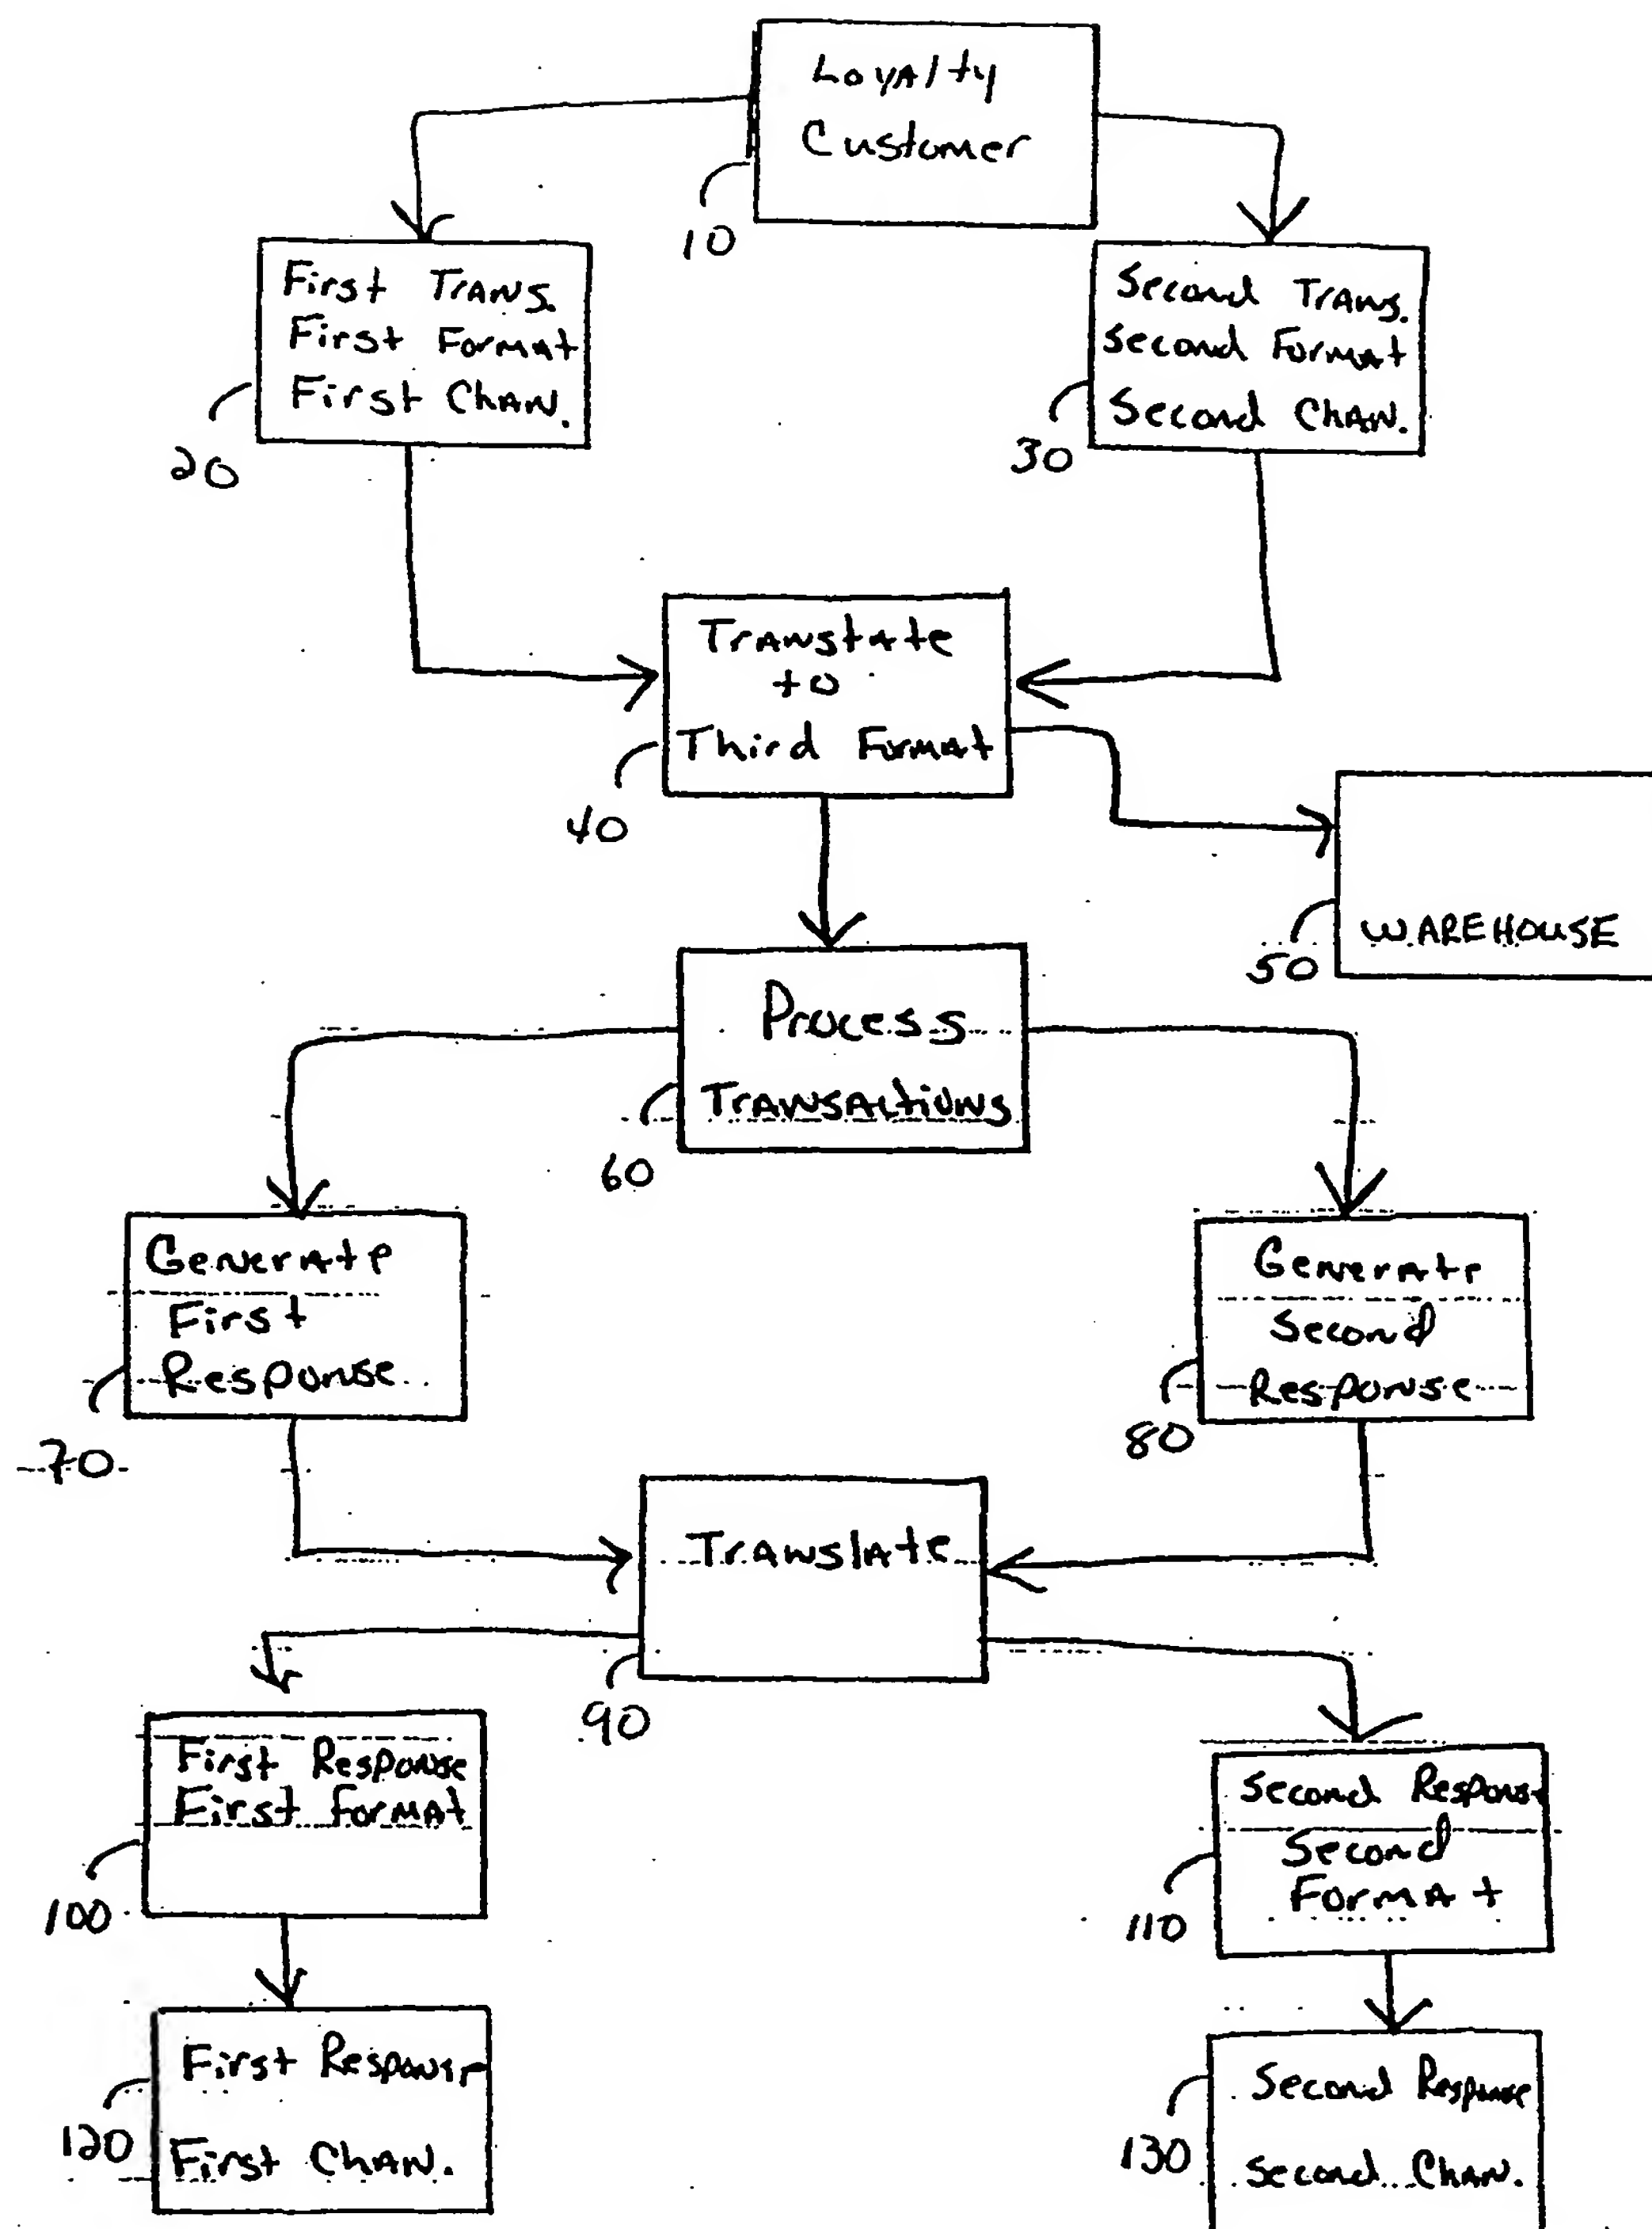 Loyalty
Customer
10
First Trans.
First Format
First Chan.
20
Second Trans.
Second Format
Second Chan.
30
Translate
to
Third Format
40
WAREHOUSE
50
Process
Transactions
60
Generate
First
Response
70
Generate
Second
Response
80
Translate
90
First Response
First Format
100
Second Response
Second
Format
110
First Response
First Chan.
120
Second Response
Second Chan.
130